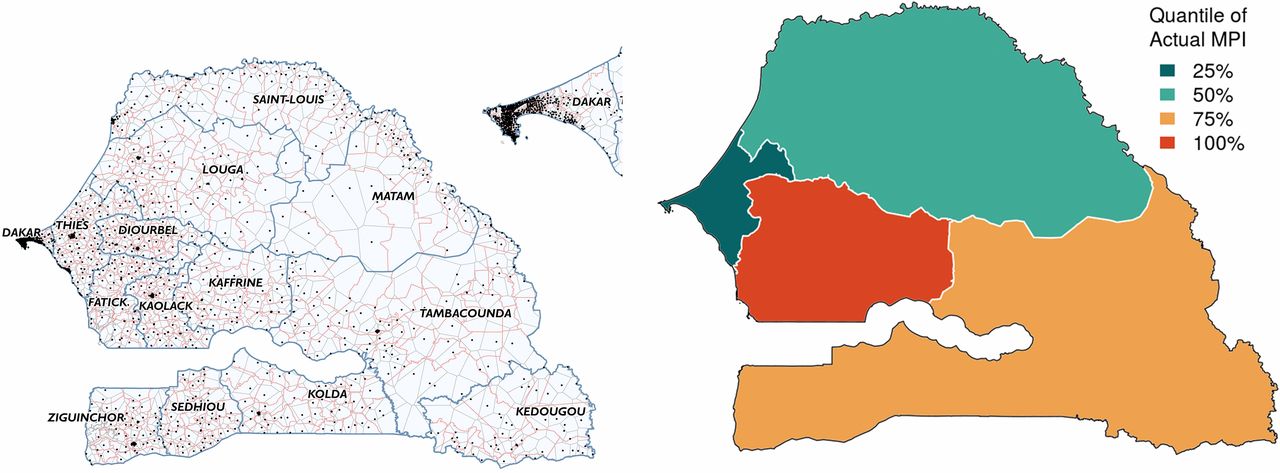 SAINT-LOUIS
DAKAR
LOUGA
MATAM
DAKAR
THIES
DIOURBEL
KAFFRINE
FATICK
KAOLACK
TAMBACOUNDA
ZIGUINCHOR
SEDHIOU
KOLDA
KEDOUGOU
Quantile of
Actual MPI
25%
50%
75%
100%